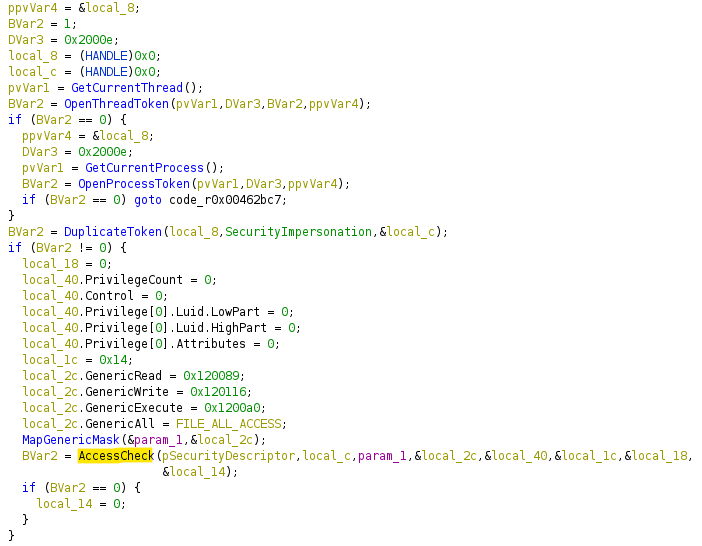 ppvVar4 = &local_8;
BVar2 = 1;
DVar3 = 0x2000e;
local_8 = (HANDLE)0x0;
local_c = (HANDLE)0x0;
pvVar1 = GetCurrentThread();
BVar2 = OpenThreadToken(pvVar1,DVar3,BVar2,ppvVar4);
if (BVar2 == 0) {
  ppvVar4 = &local_8;
  DVar3 = 0x2000e;
  pvVar1 = GetCurrentProcess();
  BVar2 = OpenProcessToken(pvVar1,DVar3,ppvVar4);
  if (BVar2 == 0) goto code_r0x00462bc7;
}
BVar2 = DuplicateToken(local_8,SecurityImpersonation,&local_c);
if (BVar2 != 0) {
  local_18 = 0;
  local_40.PrivilegeCount = 0;
  local_40.Control = 0;
  local_40.Privilege[0].Luid.LowPart = 0;
  local_40.Privilege[0].Luid.HighPart = 0;
  local_40.Privilege[0].Attributes = 0;
  local_1c = 0x14;
  local_2c.GenericRead = 0x120089;
  local_2c.GenericWrite = 0x120116;
  local_2c.GenericExecute = 0x1200a0;
  local_2c.GenericAll = FILE_ALL_ACCESS;
  MapGenericMask(&param_1,&local_2c);
  BVar2 = AccessCheck(pSecurityDescriptor,local_c,param_1,&local_2c,&local_40,&local_1c,&local_18,
                      &local_14);
  if (BVar2 == 0) {
    local_14 = 0;
  }
}